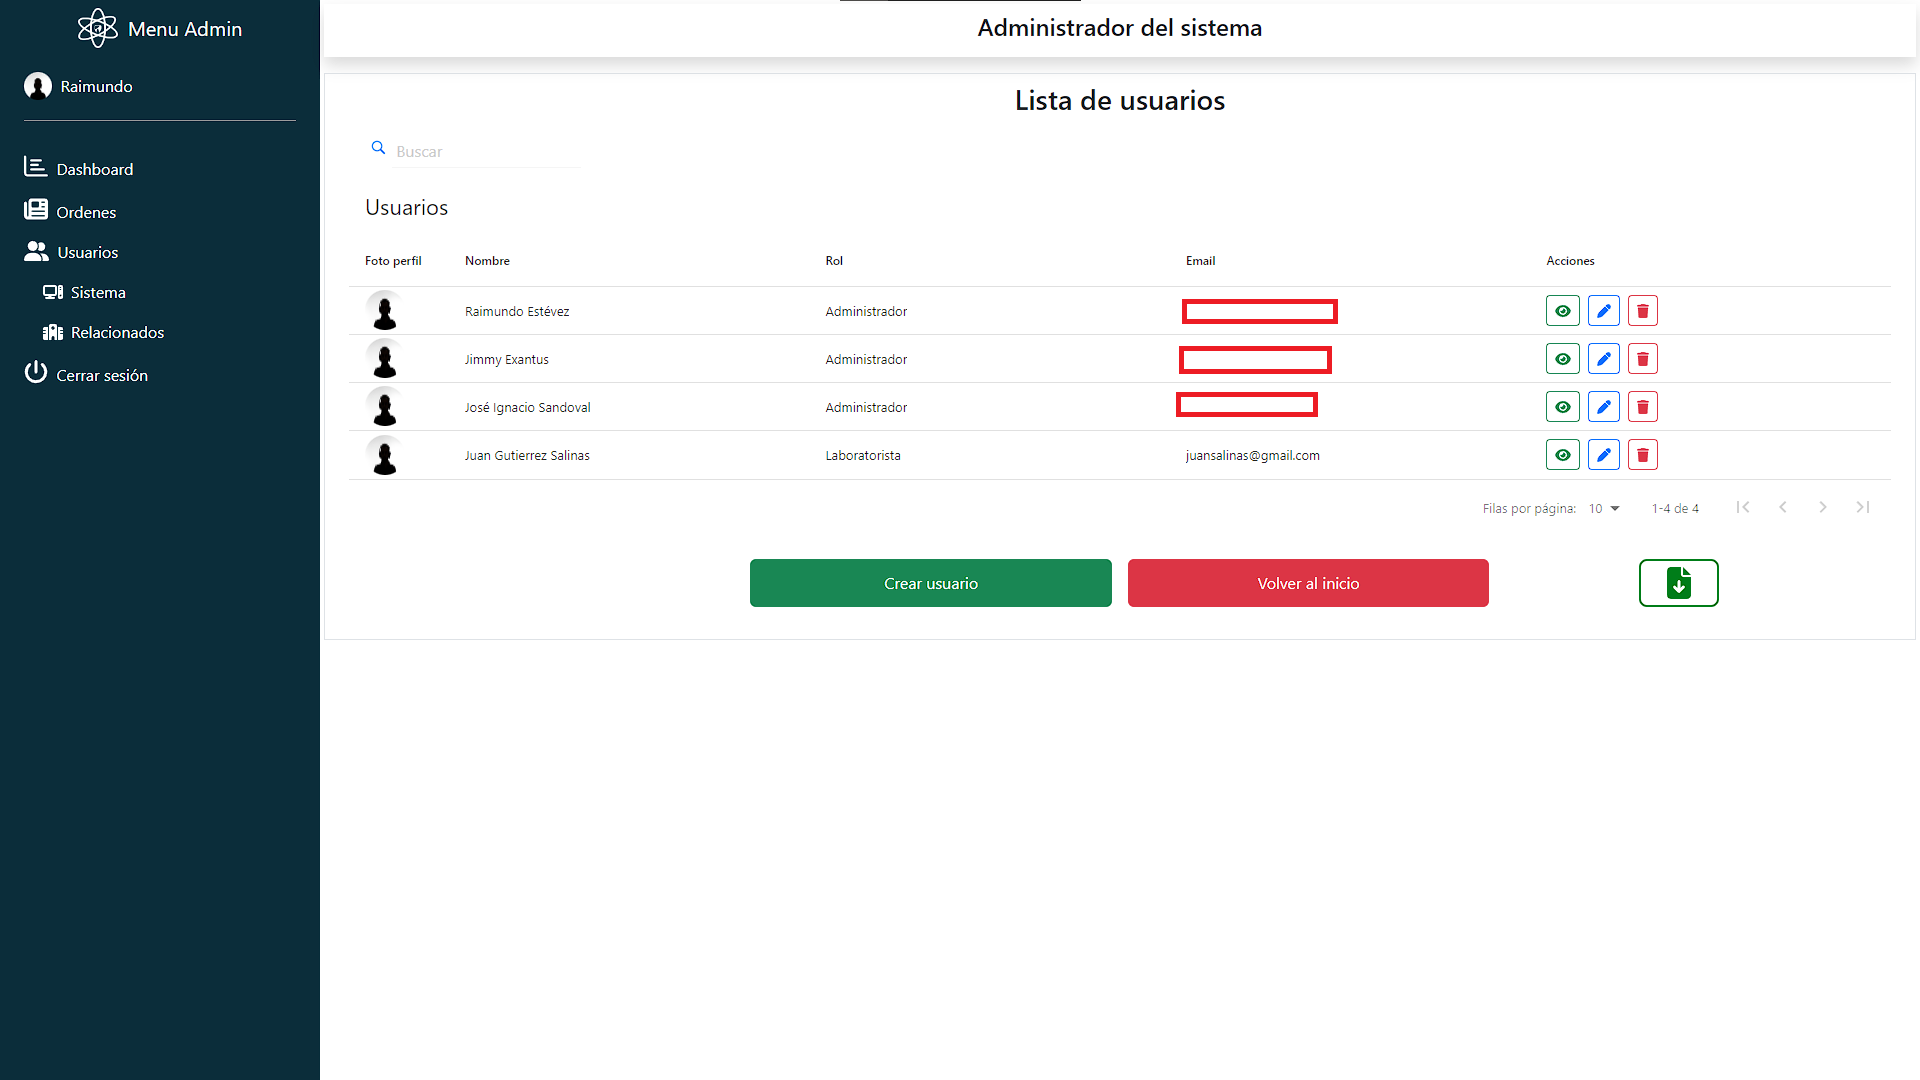 Menu Admin
Raimundo
Dashboard
Ordenes
Usuarios
Sistema
Relacionados
Cerrar sesión
Administrador del sistema
Lista de usuarios
Buscar
Usuarios
Foto perfil Nombre Rol Email Acciones
Raimundo Estévez Administrador
Jimmy Exantus Administrador
José Ignacio Sandoval Administrador
Juan Gutierrez Salinas Laboratorista juansalinas@gmail.com
Filas por página: 10 1-4 de 4
Crear usuario Volver al inicio